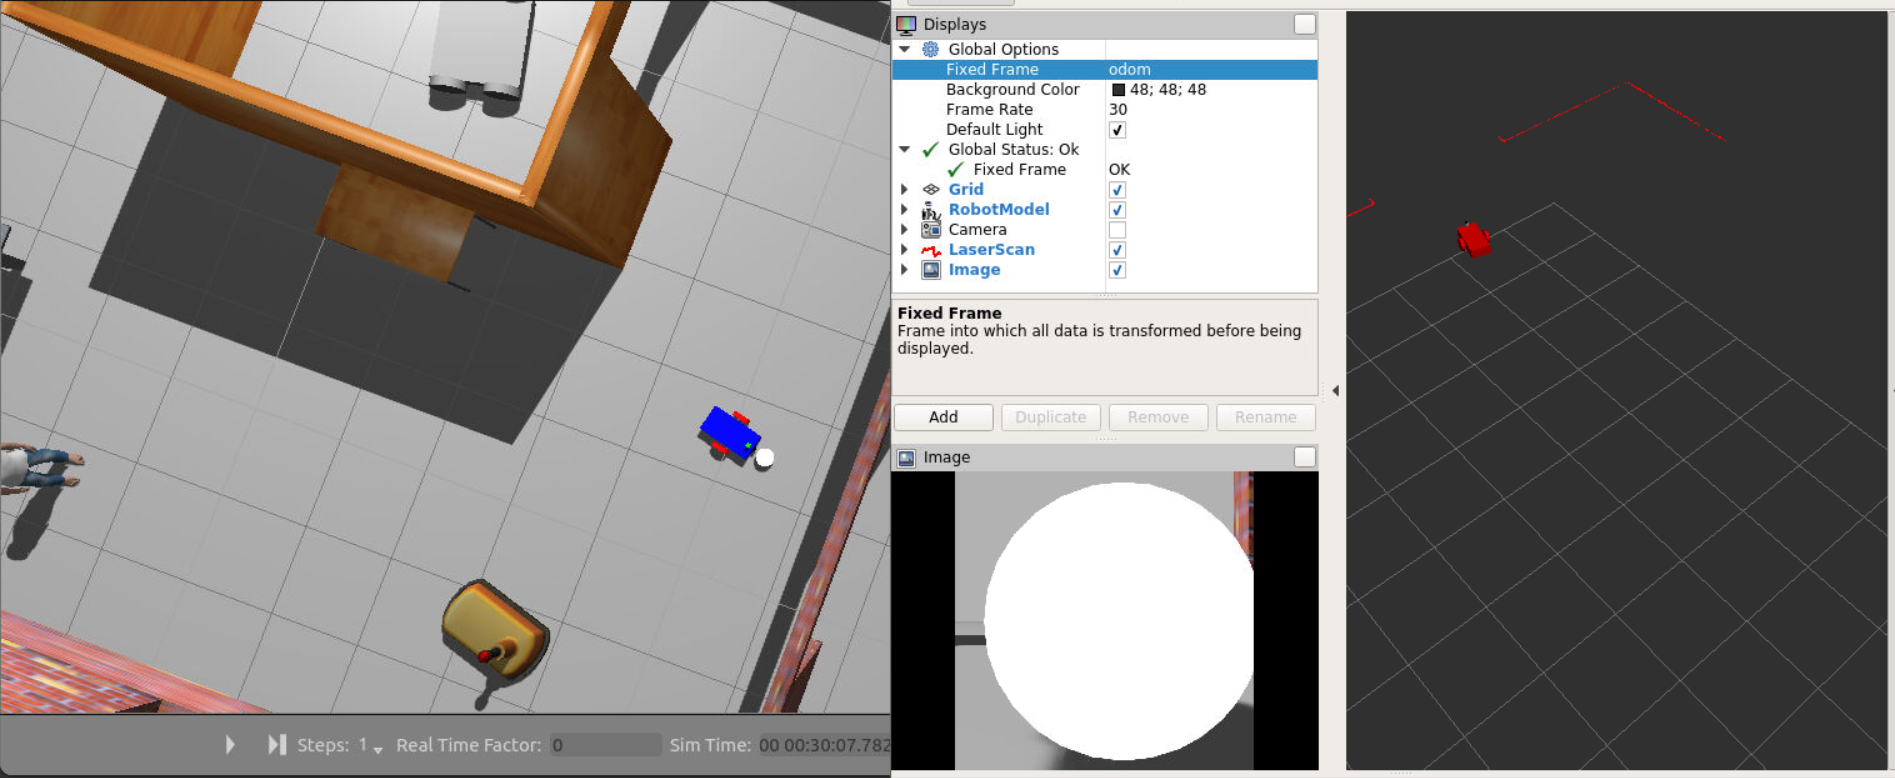 Steps: 1
Real Time Factor: 0
Sim Time: 00 00:30:07.782
Displays
Global Options
Fixed Frame odom
Background Color 48; 48; 48
Frame Rate 30
Default Light
Global Status: Ok
Fixed Frame OK
Grid
RobotModel
Camera
LaserScan
Image
Fixed Frame
Frame into which all data is transformed before being
displayed.
Add Duplicate Remove Rename
Image